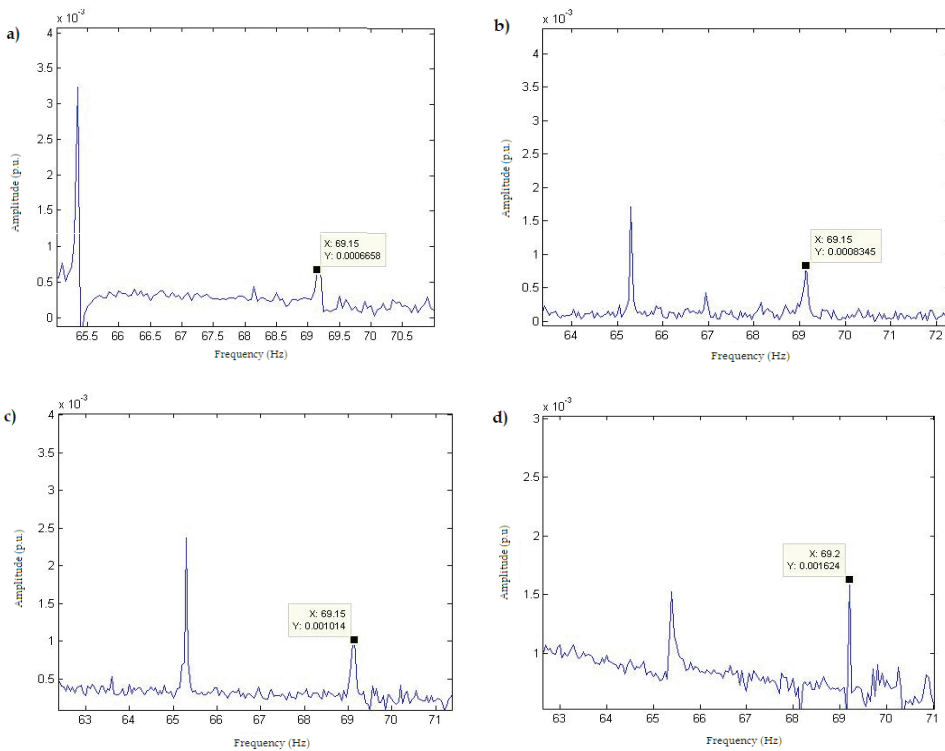 a)
x 10-3
4
3.5
3
2.5
2
1.5
1
0.5
0
Amplitude (p.u.)
X: 69.15
Y: 0.0006658
65.5 66 66.5 67 67.5 68 68.5 69 69.5 70 70.5
Frequency (Hz)
b)
x 10-3
4
3.5
3
2.5
2
1.5
1
0.5
0
Amplitude (p.u.)
X: 69.15
Y: 0.0008345
64 65 66 67 68 69 70 71 72
Frequency (Hz)
c)
x 10-3
4
3.5
3
2.5
2
1.5
1
0.5
Amplitude (p.u.)
X: 69.15
Y: 0.001014
63 64 65 66 67 68 69 70 71
Frequency (Hz)
d)
x 10-3
3
2.5
2
1.5
1
Amplitude (p.u)
X: 69.2
Y: 0.001624
63 64 65 66 67 68 69 70 71
Frequency (Hz)